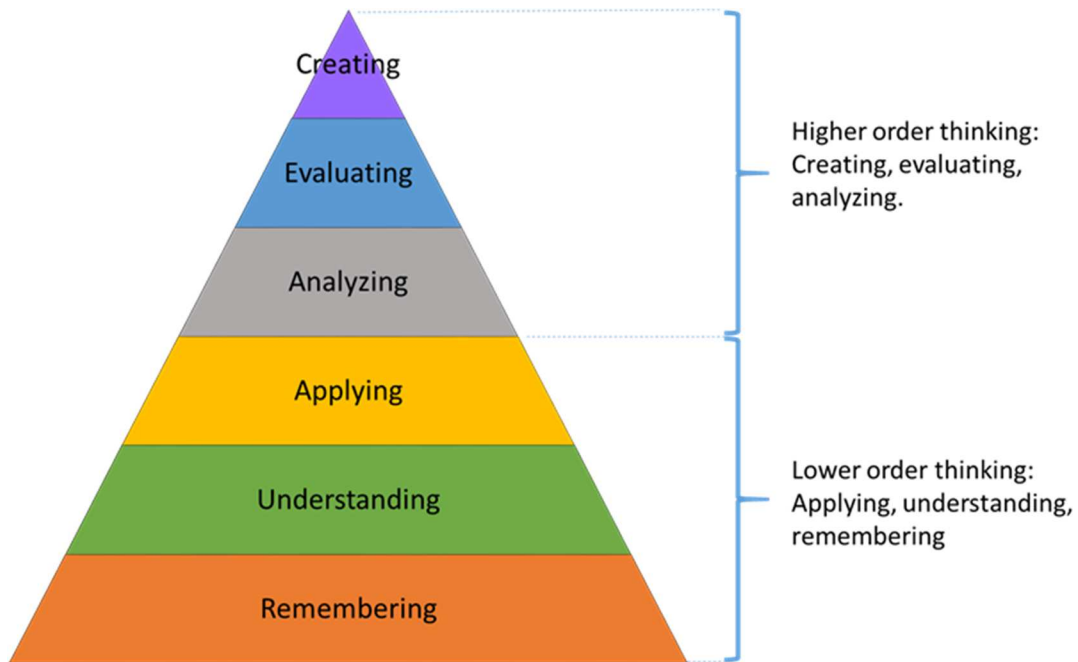 Creating
Evaluating
Analyzing
Applying
Understanding
Remembering
Higher order thinking:
Creating, evaluating,
analyzing.
Lower order thinking:
Applying, understanding,
remembering